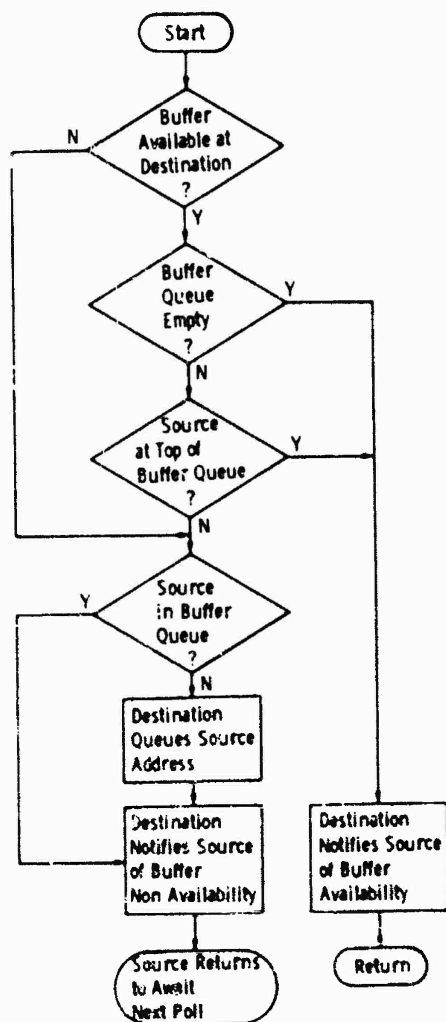 Start
Buffer
Available at
Destination
?
N
Y
Buffer
Queue
Empty
?
Y
N
Source
at Top of
Buffer Queue
?
Y
N
Source
in Buffer
Queue
?
Y
N
Destination
Queues Source
Address
Destination
Notifies Source
of Buffer
Non Availability
Destination
Notifies Source
of Buffer
Availability
Source Returns
to Await
Next Poll
Return